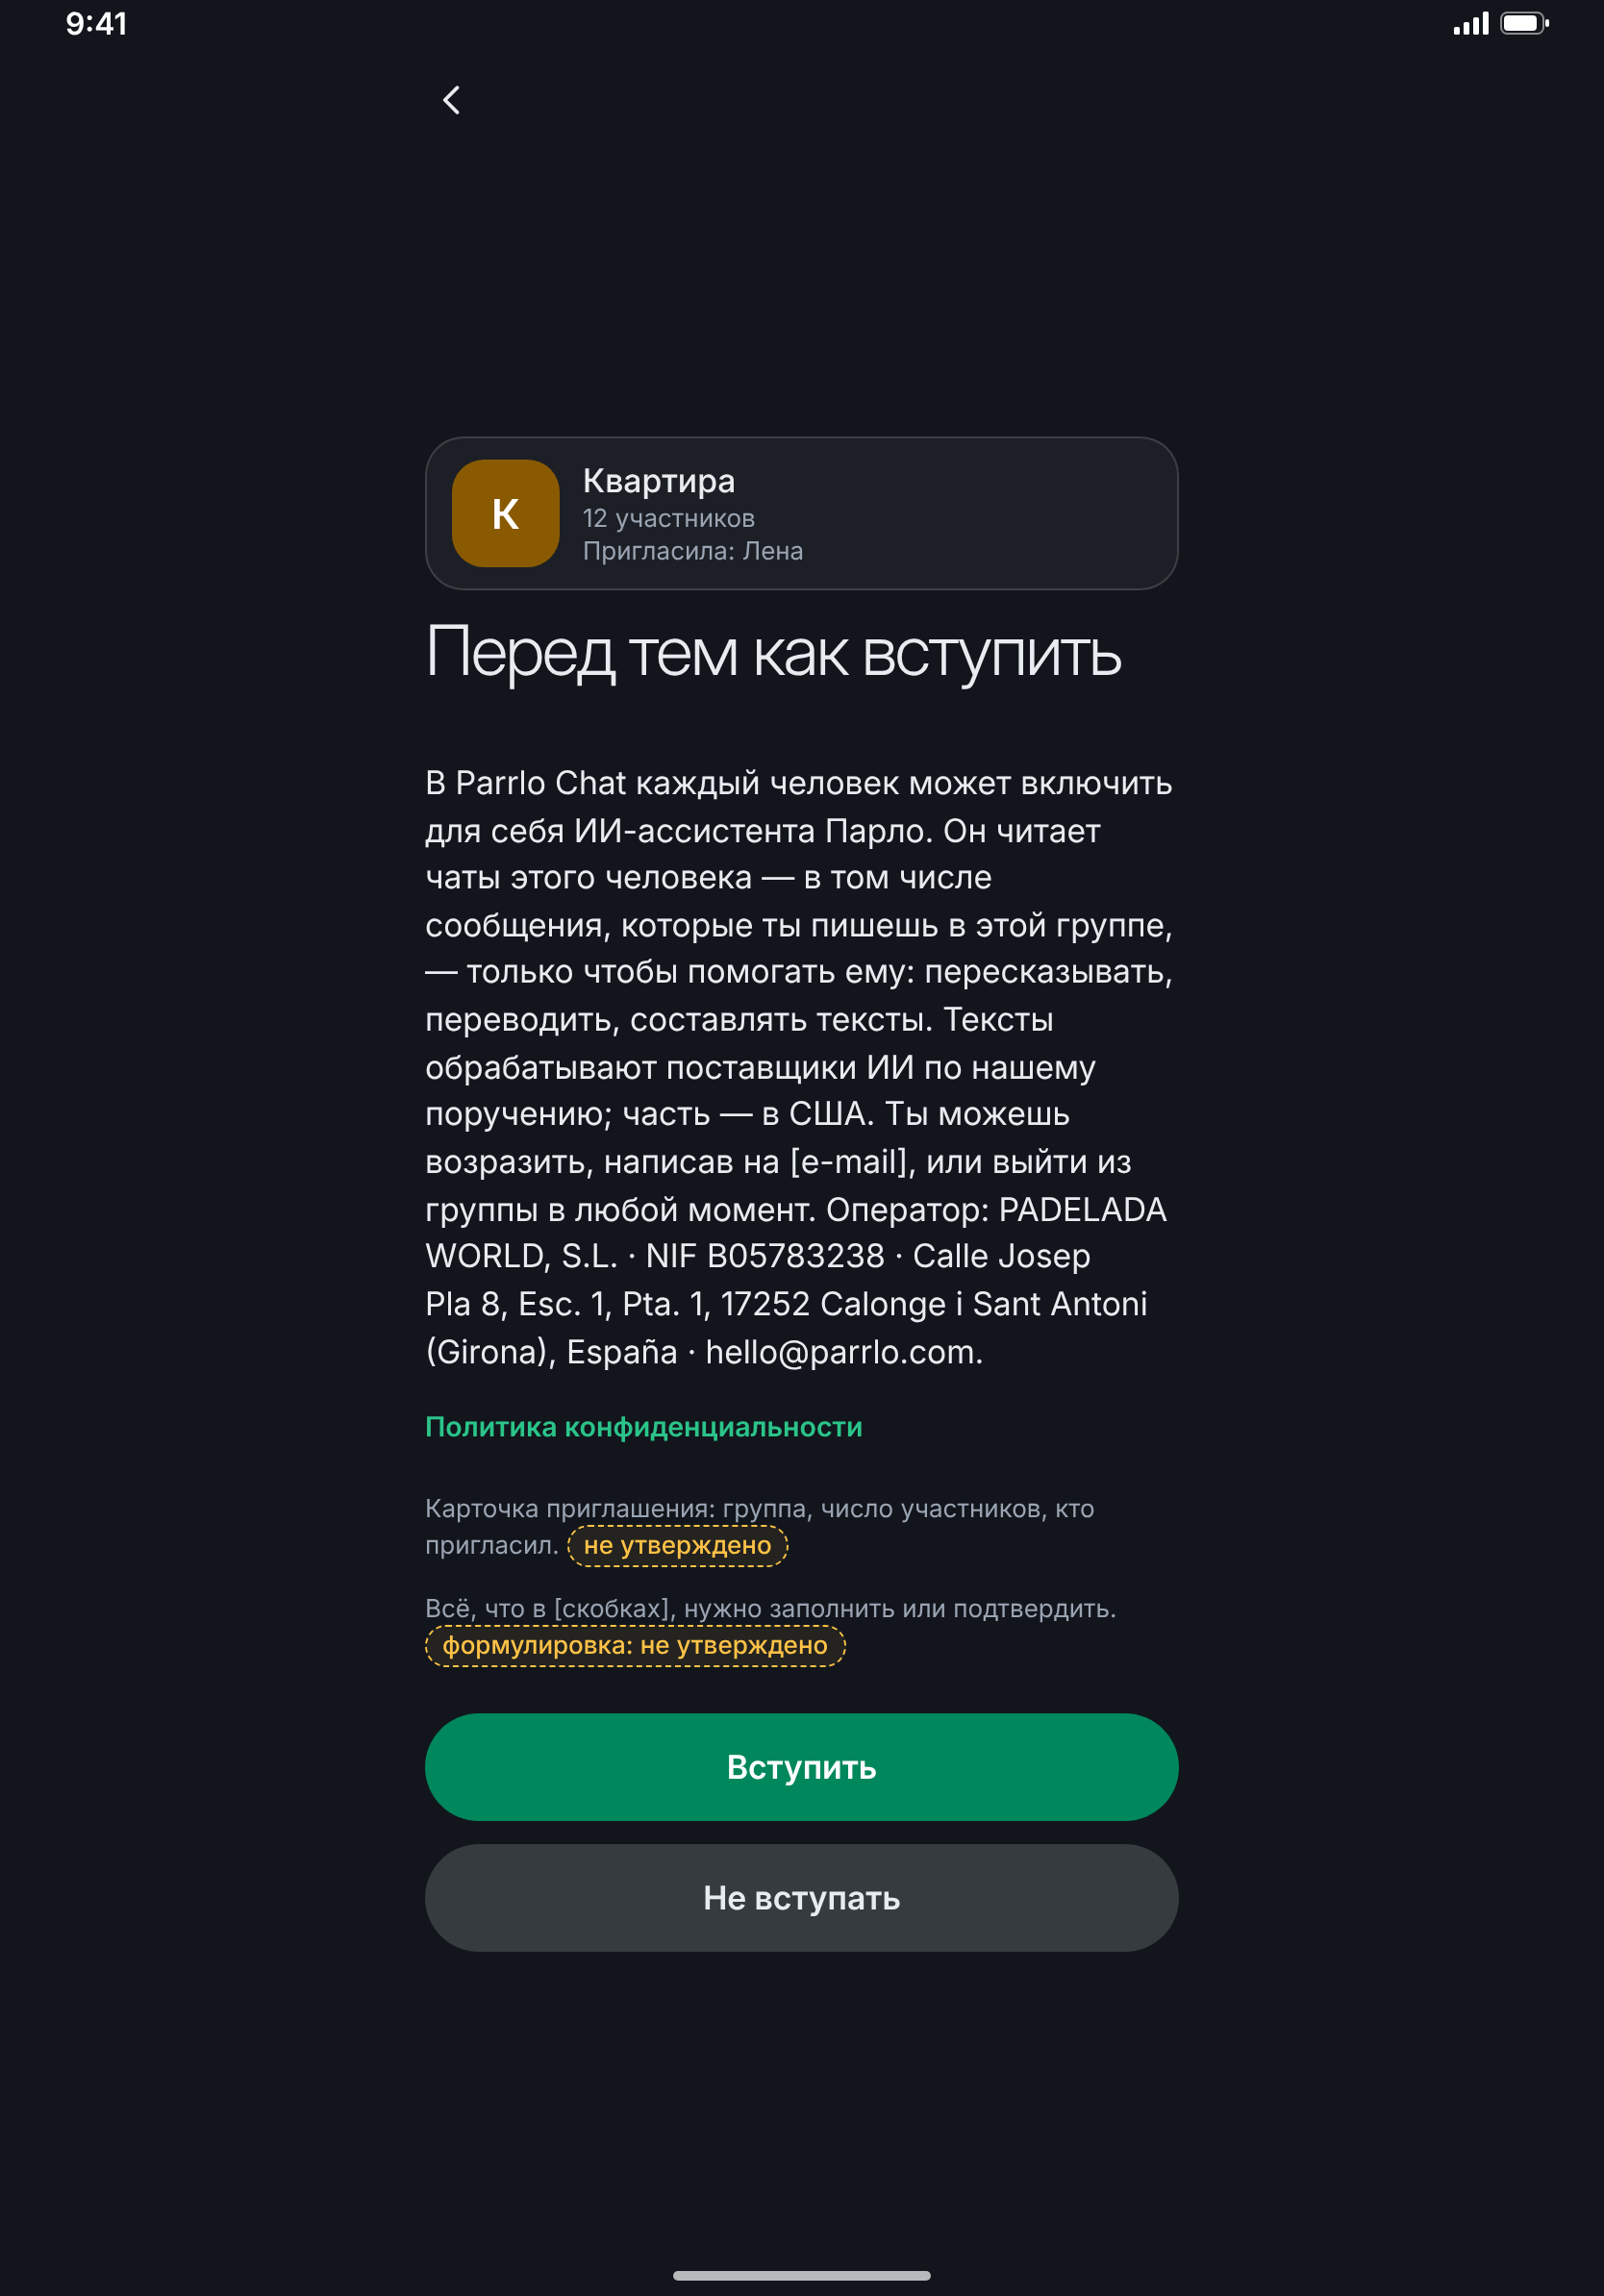 9:41
К
Квартира
12 участников
Пригласила: Лена
Перед тем как вступить
В Parrlo Chat каждый человек может включить
для себя ИИ-ассистента Парло. Он читает
чаты этого человека — в том числе
сообщения, которые ты пишешь в этой группе,
— только чтобы помогать ему: пересказывать,
переводить, составлять тексты. Тексты
обрабатывают поставщики ИИ по нашему
поручению; часть — в США. Ты можешь
возразить, написав на [e-mail], или выйти из
группы в любой момент. Оператор: PADELADA
WORLD, S.L. · NIF B05783238 · Calle Josep
Pla 8, Esc. 1, Pta. 1, 17252 Calonge i Sant Antoni
(Girona), España · hello@parrlo.com.
Политика конфиденциальности
Карточка приглашения: группа, число участников, кто
пригласил. не утверждено
Всё, что в [скобках], нужно заполнить или подтвердить.
формулировка: не утверждено
Вступить
Не вступать